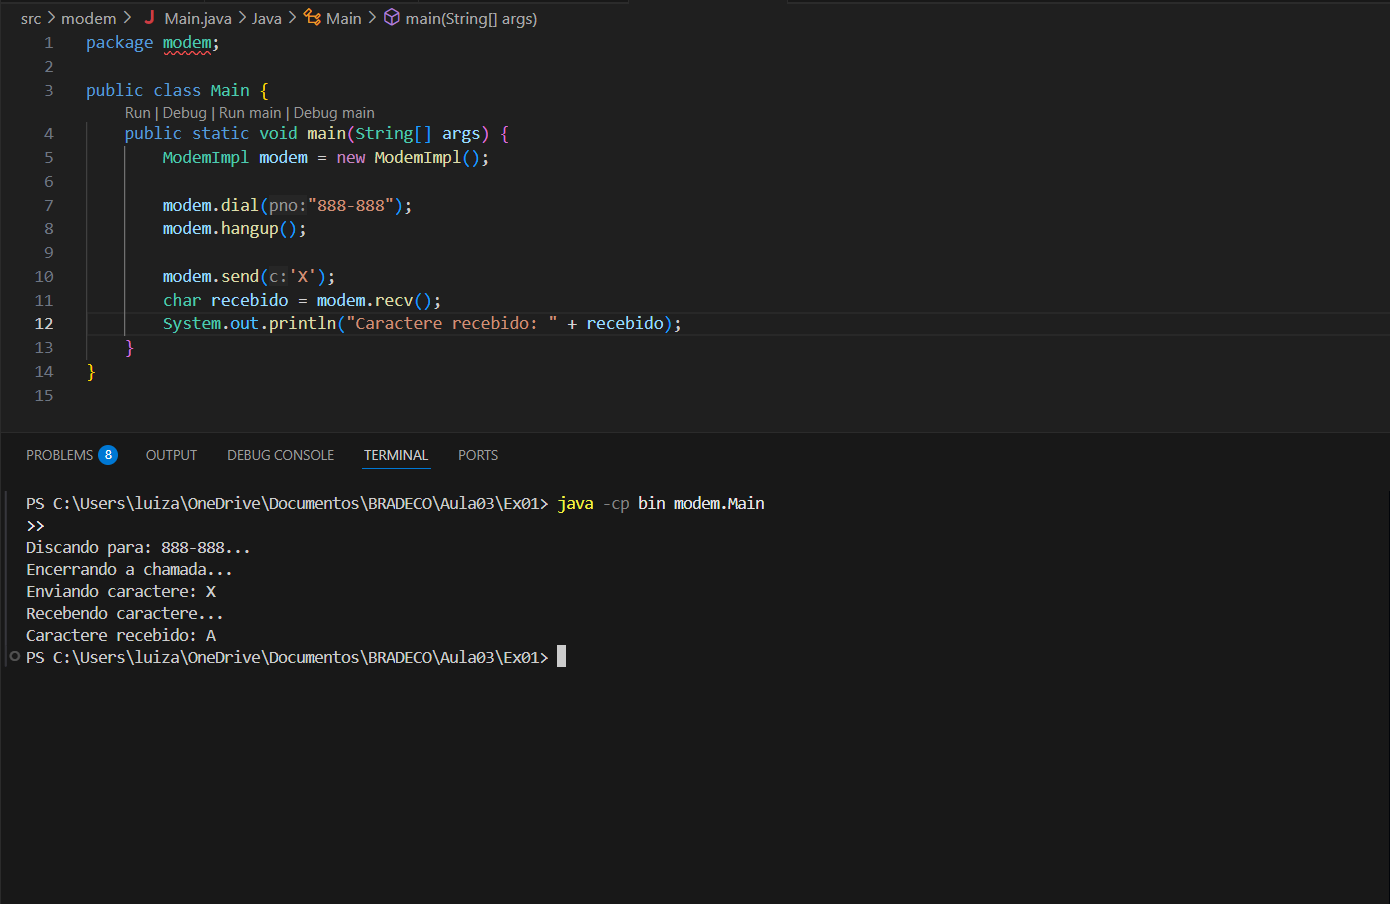 src > modem > J Main.java > Java > Main > main(String[] args)
1 package modem;
2
3 public class Main {
Run | Debug | Run main | Debug main
4 public static void main(String[] args) {
5 ModemImpl modem = new ModemImpl();
6
7 modem.dial(pno:"888-888");
8 modem.hangup();
9
10 modem.send(c:'X');
11 char recebido = modem.recv();
12 System.out.println("Caractere recebido: " + recebido);
13 }
14 }
15
PROBLEMS 8 OUTPUT DEBUG CONSOLE TERMINAL PORTS
PS C:\Users\luiza\OneDrive\Documentos\BRADECO\Aula03\Ex01> java -cp bin modem.Main
>>
Discando para: 888-888...
Encerrando a chamada...
Enviando caractere: X
Recebendo caractere...
Caractere recebido: A
PS C:\Users\luiza\OneDrive\Documentos\BRADECO\Aula03\Ex01>